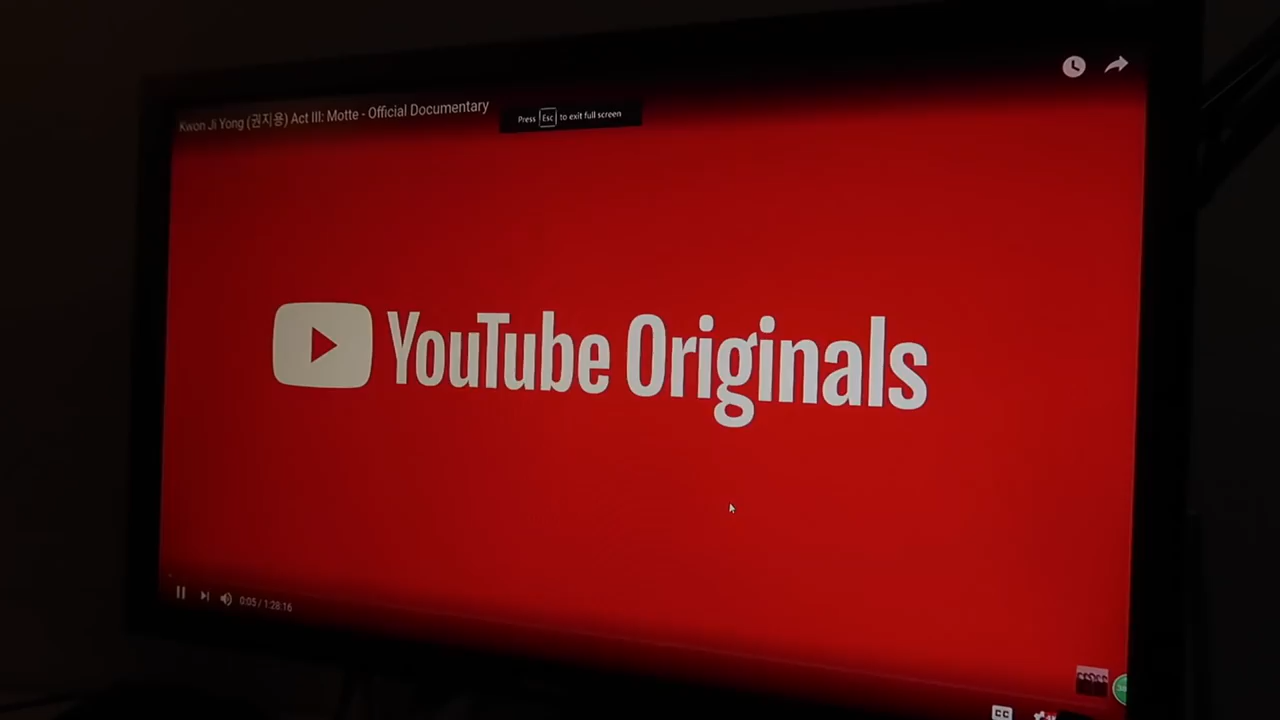 Kwon Ji Yong (권지용) Act III: Motte - Official Documentary
Press Esc to exit full screen
YouTube Originals
0:05 / 1:28:16
CC